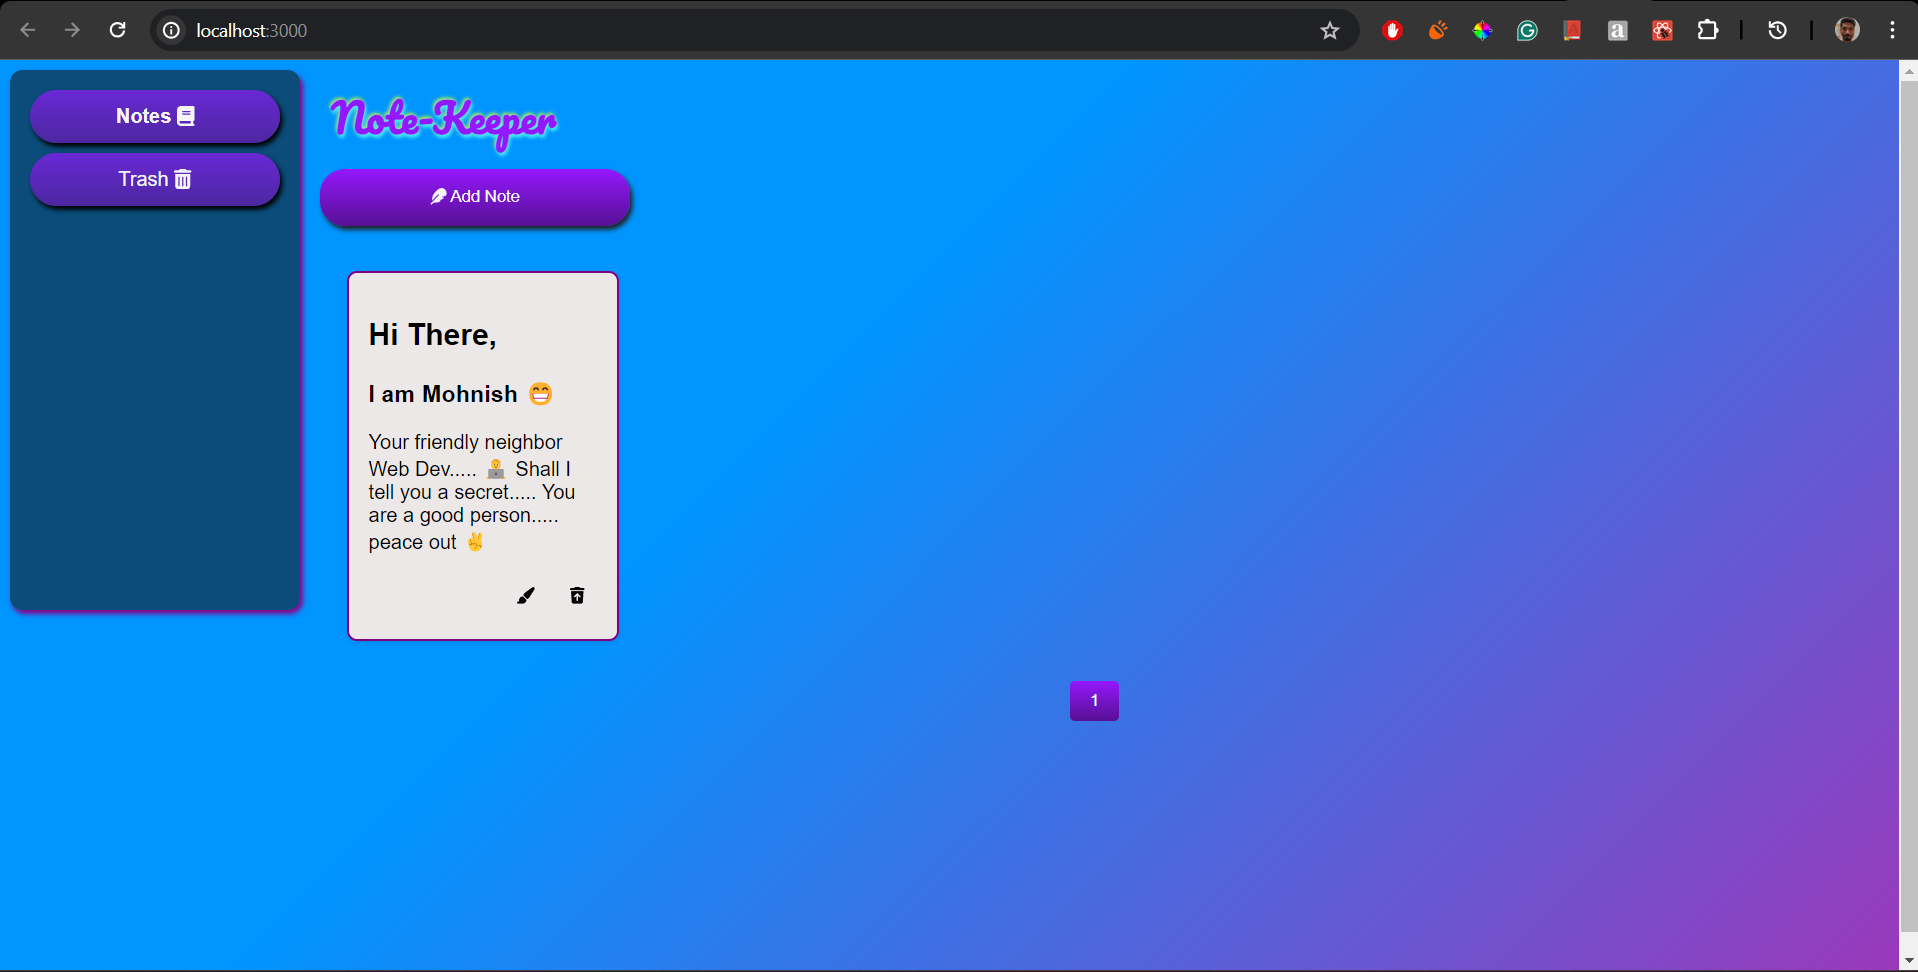 localhost:3000
Notes
Trash
Note-Keeper
Add Note
Hi There,
I am Mohnish 😁
Your friendly neighbor
Web Dev..... 🧑‍💻 Shall I
tell you a secret..... You
are a good person.....
peace out ✌️
1